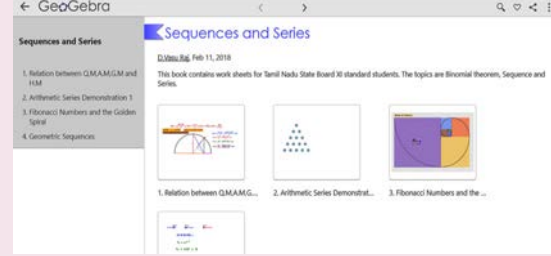 GeoGebra
Sequences and Series
1. Relation between Q.M,A.M,G.M and
H.M
2. Arithmetic Series Demonstration 1
3. Fibonacci Numbers and the Golden
Spiral
4. Geometric Sequences
Sequences and Series
D.Vasu Raj, Feb 11, 2018
This book contains work sheets for Tamil Nadu State Board XI standard students. The topics are Binomial theorem, Sequence and
Series.
1. Relation between Q.M,A.M,G...
2. Arithmetic Series Demonstrat...
3. Fibonacci Numbers and the ...